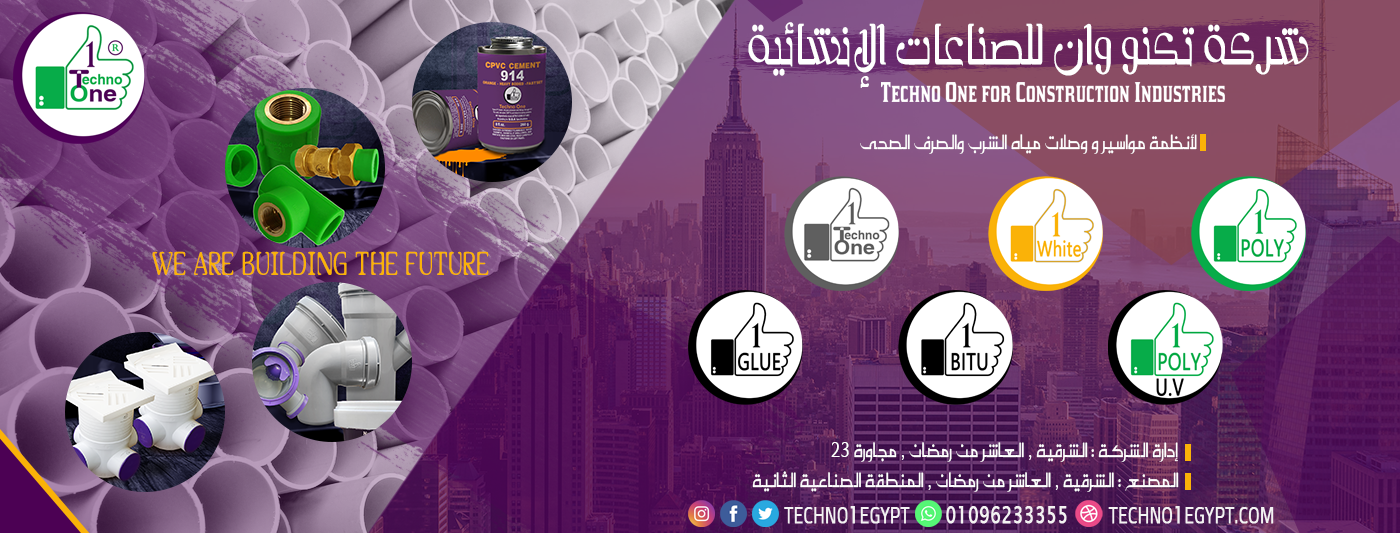 1
®
Techno
One
CPVC CEMENT
914
Techno One
WE ARE BUILDING THE FUTURE
شركة تكنو وان للصناعات الإنشائية
TECHNO ONE FOR CONSTRUCTION INDUSTRIES
لأنظمة مواسير و وصلات مياه الشرب والصرف الصحى
1
Techno
One
1
White
1
POLY
1
GLUE
1
BITU
1
POLY
U.V
إدارة الشركة : الشرقية , العاشر من رمضان , مجاورة 23
المصنع : الشرقية , العاشر من رمضان , المنطقة الصناعية الثانية
TECHNO1EGYPT 01096233355 TECHNO1EGYPT.COM